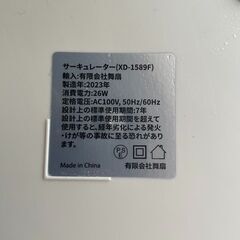 サーキュレーター(XD-1589F)
輸入:有限会社舞扇
製造年:2023年
消費電力:26W
定格電圧:AC100V, 50Hz/60Hz
設計上の標準使用期間:7年
設計上の標準使用期間を超えて
使用すると、経年劣化による発火
・けが等の事故に至る恐れがあり
ます。
Made in China
PSE
有限会社舞扇